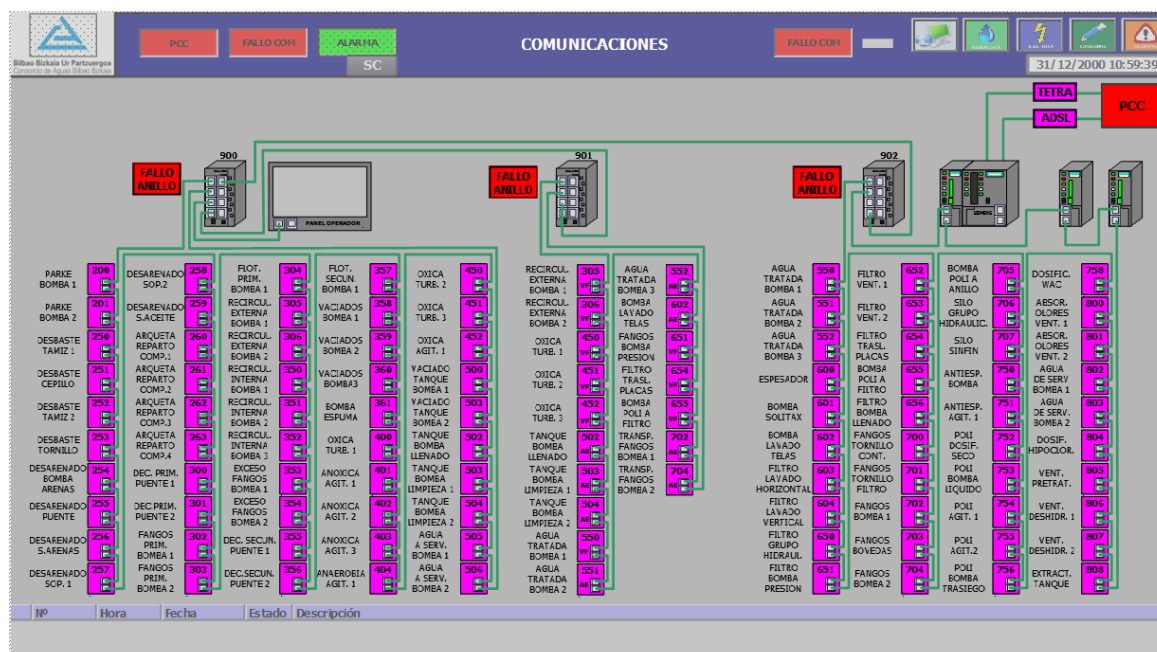 Bilbao Bizkaia Ur Partzuergoa
Consorcio de Aguas Bilbao Bizkaia
PCC
FALLO COM
ALARMA
SC
COMUNICACIONES
FALLO COM
31/12/2000 10:59:39
TETRA
ADSL
PCC
900
FALLO
ANILLO
PANEL OPERADOR
901
FALLO
ANILLO
902
FALLO
ANILLO
SIEMENS
PARKE
BOMBA 1
200
PARKE
BOMBA 2
201
DESBASTE
TAMIZ 1
250
DESBASTE
CEPILLO
251
DESBASTE
TAMIZ 2
252
DESBASTE
TORNILLO
253
DESARENADO
BOMBA
ARENAS
254
DESARENADO
PUENTE
255
DESARENADO
S.ARENAS
256
DESARENADO
SOP. 1
257
DESARENADO
SOP.2
258
DESARENADO
S.ACEITE
259
ARQUETA
REPARTO
COMP.1
260
ARQUETA
REPARTO
COMP.2
261
ARQUETA
REPARTO
COMP.3
262
ARQUETA
REPARTO
COMP.4
263
DEC. PRIM.
PUENTE 1
300
DEC.PRIM.
PUENTE 2
301
FANGOS
PRIM.
BOMBA 1
302
FANGOS
PRIM.
BOMBA 2
303
FLOT.
PRIM.
BOMBA 1
304
RECIRCUL.
EXTERNA
BOMBA 1
305
RECIRCUL.
EXTERNA
BOMBA 2
306
RECIRCUL.
INTERNA
BOMBA 1
350
RECIRCUL.
INTERNA
BOMBA 2
351
RECIRCUL.
INTERNA
BOMBA 3
352
EXCESO
FANGOS
BOMBA 1
353
EXCESO
FANGOS
BOMBA 2
354
DEC. SECUN.
PUENTE 1
355
DEC.SECUN.
PUENTE 2
356
FLOT.
SECUN.
BOMBA 1
357
VACIADOS
BOMBA 1
358
VACIADOS
BOMBA 2
359
VACIADOS
BOMBA3
360
BOMBA
ESPUMA
361
OXICA
TURB. 1
400
ANOXICA
AGIT. 1
401
ANOXICA
AGIT. 2
402
ANOXICA
AGIT. 3
403
ANAEROBIA
AGIT. 1
404
OXICA
TURB. 2
450
OXICA
TURB. 3
451
OXICA
AGIT. 1
452
VACIADO
TANQUE
BOMBA 1
500
VACIADO
TANQUE
BOMBA 2
503
TANQUE
BOMBA
LLENADO
502
TANQUE
BOMBA
LIMPIEZA 1
503
TANQUE
BOMBA
LIMPIEZA 2
504
AGUA
A SERV.
BOMBA 1
505
AGUA
A SERV.
BOMBA 2
506
RECIRCUL.
EXTERNA
BOMBA 1
305
VF
RECIRCUL.
EXTERNA
BOMBA 2
306
VF
OXICA
TURB. 1
400
VF
OXICA
TURB. 2
451
VF
OXICA
TURB. 3
452
VF
TANQUE
BOMBA
LLENADO
502
AE
TANQUE
BOMBA
LIMPIEZA 1
503
AE
TANQUE
BOMBA
LIMPIEZA 2
504
AE
AGUA
TRATADA
BOMBA 1
550
VF
AGUA
TRATADA
BOMBA 2
551
AE
AGUA
TRATADA
BOMBA 3
552
AE
BOMBA
LAVADO
TELAS
602
AE
FANGOS
BOMBA
PRESION
651
VF
FILTRO
TRASL.
PLACAS
654
VF
BOMBA
POLI A
FILTRO
655
VF
TRANSP.
FANGOS
BOMBA 1
702
AE
TRANSP.
FANGOS
BOMBA 2
704
AE
AGUA
TRATADA
BOMBA 1
550
AGUA
TRATADA
BOMBA 2
551
AGUA
TRATADA
BOMBA 3
552
ESPESADOR
600
BOMBA
SOLITAX
601
BOMBA
LAVADO
TELAS
602
FILTRO
LAVADO
HORIZONTAL
603
FILTRO
LAVADO
VERTICAL
604
FILTRO
GRUPO
HIDRAUL.
650
FILTRO
BOMBA
PRESION
651
FILTRO
VENT. 1
652
FILTRO
VENT. 2
653
FILTRO
TRASL.
PLACAS
654
BOMBA
POLI A
FILTRO
655
FILTRO
BOMBA
LLENADO
656
FANGOS
TORNILLO
CONT.
700
FANGOS
TORNILLO
FILTRO
701
FANGOS
BOMBA 1
702
FANGOS
BOVEDAS
703
FANGOS
BOMBA 2
704
BOMBA
POLI A
ANILLO
705
SILO
GRUPO
HIDRAULIC.
706
SILO
SINFIN
707
ANTIESP.
BOMBA
750
ANTIESP.
AGIT. 1
751
POLI
DOSIF.
SECO
752
POLI
BOMBA
LIQUIDO
753
POLI
AGIT. 1
754
POLI
AGIT.2
755
POLI
BOMBA
TRASIEGO
756
DOSIFIC.
WAC
758
ABSOR.
OLORES
VENT. 1
800
ABSOR.
OLORES
VENT. 2
801
AGUA
DE SERV
BOMBA 1
802
AGUA
DE SERV.
BOMBA 2
803
DOSIF.
HIPOCLOR.
804
VENT.
PRETRAT.
805
VENT.
DESHIDR. 1
806
VENT.
DESHIDR. 2
807
EXTRACT.
TANQUE
808
Nº Hora Fecha Estado Descripción